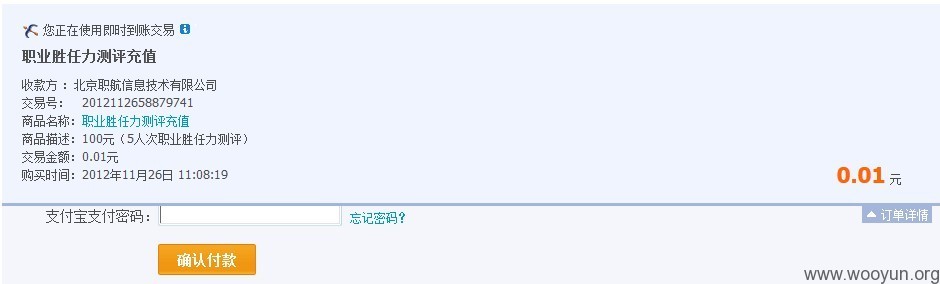 您正在使用即时到账交易
职业胜任力测评充值
收款方：北京职航信息技术有限公司
交易号： 2012112658879741
商品名称：职业胜任力测评充值
商品描述：100元（5人次职业胜任力测评）
交易金额：0.01元
购买时间：2012年11月26日 11:08:19
0.01 元
支付宝支付密码：
忘记密码?
订单详情
确认付款
www.wooyun.org